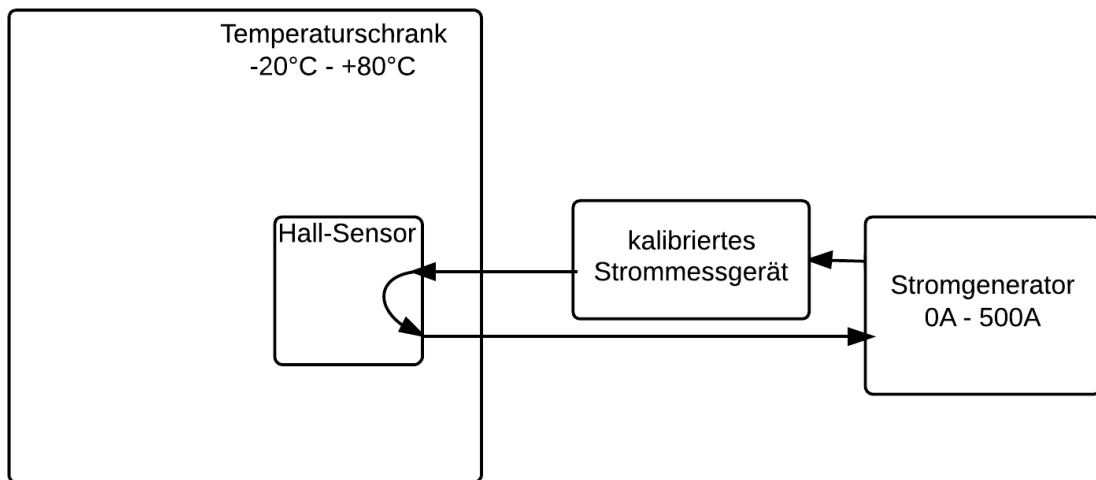 Temperaturschrank
-20°C - +80°C
Hall-Sensor
kalibriertes
Strommessgerät
Stromgenerator
0A - 500A